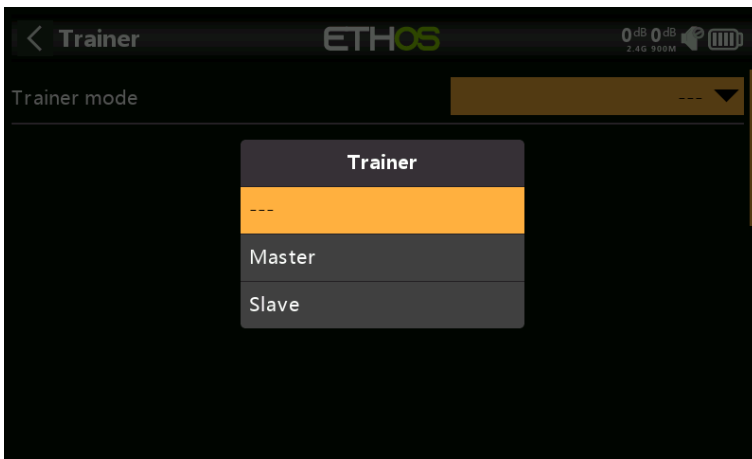 Trainer
ETHOS
0dB 0dB
2.4G 900M
Trainer mode
---
Trainer
---
Master
Slave